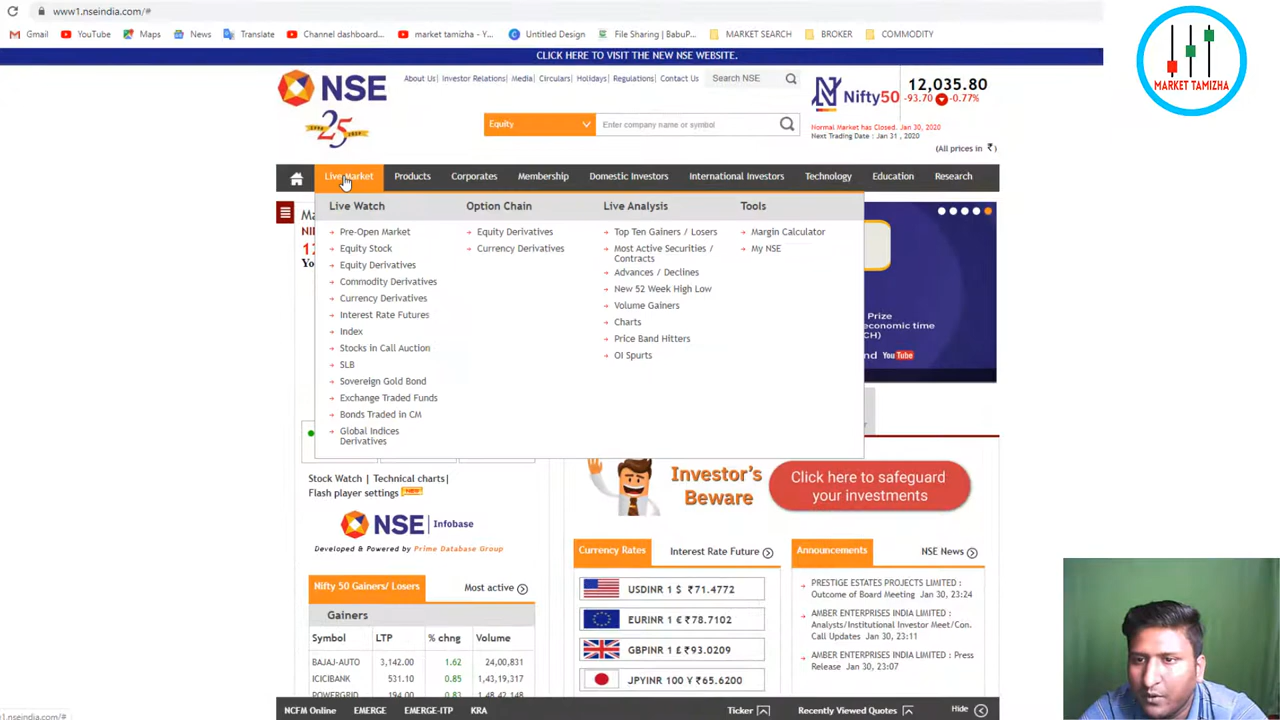 www1.nseindia.com/#
Gmail YouTube Maps News Translate Channel dashboard... market tamizha - Y... Untitled Design File Sharing | BabuP... MARKET SEARCH BROKER COMMODITY
MARKET TAMIZHA
CLICK HERE TO VISIT THE NEW NSE WEBSITE.
NSE
25
About Us| Investor Relations| Media| Circulars| Holidays| Regulations| Contact Us
Search NSE
Equity
Enter company name or symbol
Nifty50
12,035.80
-93.70 -0.77%
Normal Market has Closed. Jan 30, 2020
Next Trading Date : Jan 31 , 2020
(All prices in ₹)
Live Market Products Corporates Membership Domestic Investors International Investors Technology Education Research
Live Watch
Pre-Open Market
Equity Stock
Equity Derivatives
Commodity Derivatives
Currency Derivatives
Interest Rate Futures
Index
Stocks in Call Auction
SLB
Sovereign Gold Bond
Exchange Traded Funds
Bonds Traded in CM
Global Indices
Derivatives
Option Chain
Equity Derivatives
Currency Derivatives
Live Analysis
Top Ten Gainers / Losers
Most Active Securities /
Contracts
Advances / Declines
New 52 Week High Low
Volume Gainers
Charts
Price Band Hitters
OI Spurts
Tools
Margin Calculator
My NSE
Prize
economic time
CH)
nd YouTube
Stock Watch | Technical charts|
Flash player settings NEW
NSE | Infobase
Developed & Powered by Prime Database Group
Investor's
Beware
Click here to safeguard
your investments
Nifty 50 Gainers/ Losers Most active
Gainers
Symbol LTP % chng Volume
BAJAJ-AUTO 3,142.00 1.62 24,00,831
ICICIBANK 531.10 0.85 1,43,19,317
POWERGRID 194.00 0.83 1,48,42,148
Currency Rates Interest Rate Future
USDINR 1 $ ₹71.4772
EURINR 1 € ₹78.7102
GBPINR 1 £ ₹93.0209
JPYINR 100 ¥ ₹65.6200
Announcements NSE News
PRESTIGE ESTATES PROJECTS LIMITED :
Outcome of Board Meeting Jan 30, 23:24
AMBER ENTERPRISES INDIA LIMITED :
Analysts/Institutional Investor Meet/Con.
Call Updates Jan 30, 23:11
AMBER ENTERPRISES INDIA LIMITED : Press
Release Jan 30, 23:07
NCFM Online EMERGE EMERGE-ITP KRA Ticker Recently Viewed Quotes Hide
w1.nseindia.com/#